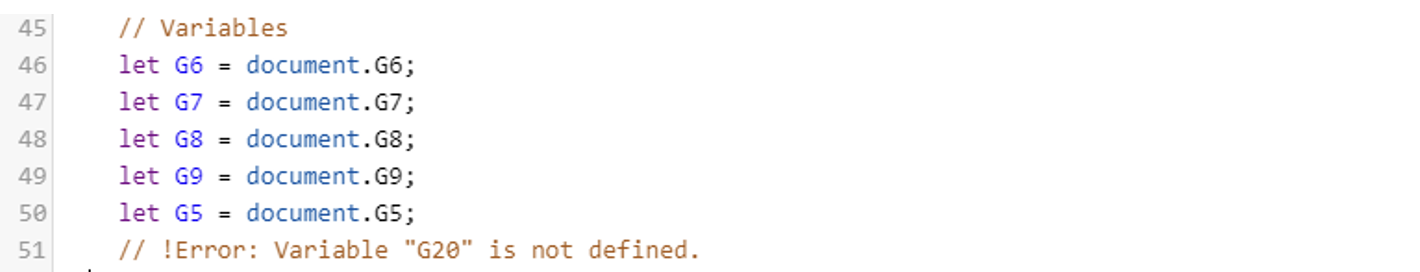 45 // Variables
46 let G6 = document.G6;
47 let G7 = document.G7;
48 let G8 = document.G8;
49 let G9 = document.G9;
50 let G5 = document.G5;
51 // !Error: Variable "G20" is not defined.